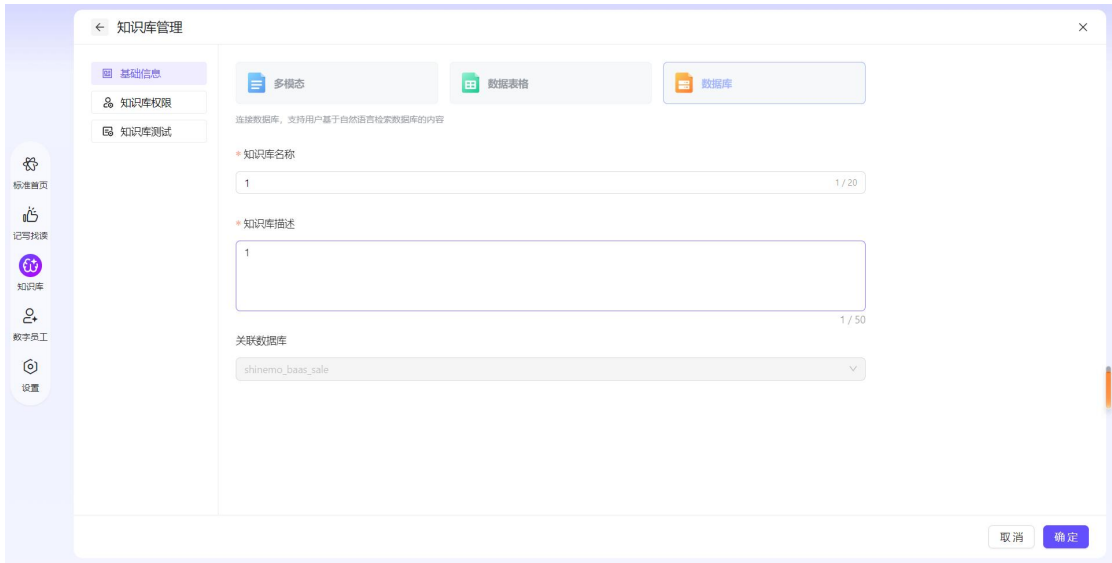 知识库管理
基础信息
知识库权限
知识库测试
标准首页
记写找读
知识库
数字员工
设置
多模态
数据表格
数据库
连接数据库，支持用户基于自然语言检索数据库的内容
* 知识库名称
1
1 / 20
* 知识库描述
1
1 / 50
关联数据库
shinemo_baas_sale
取消
确定